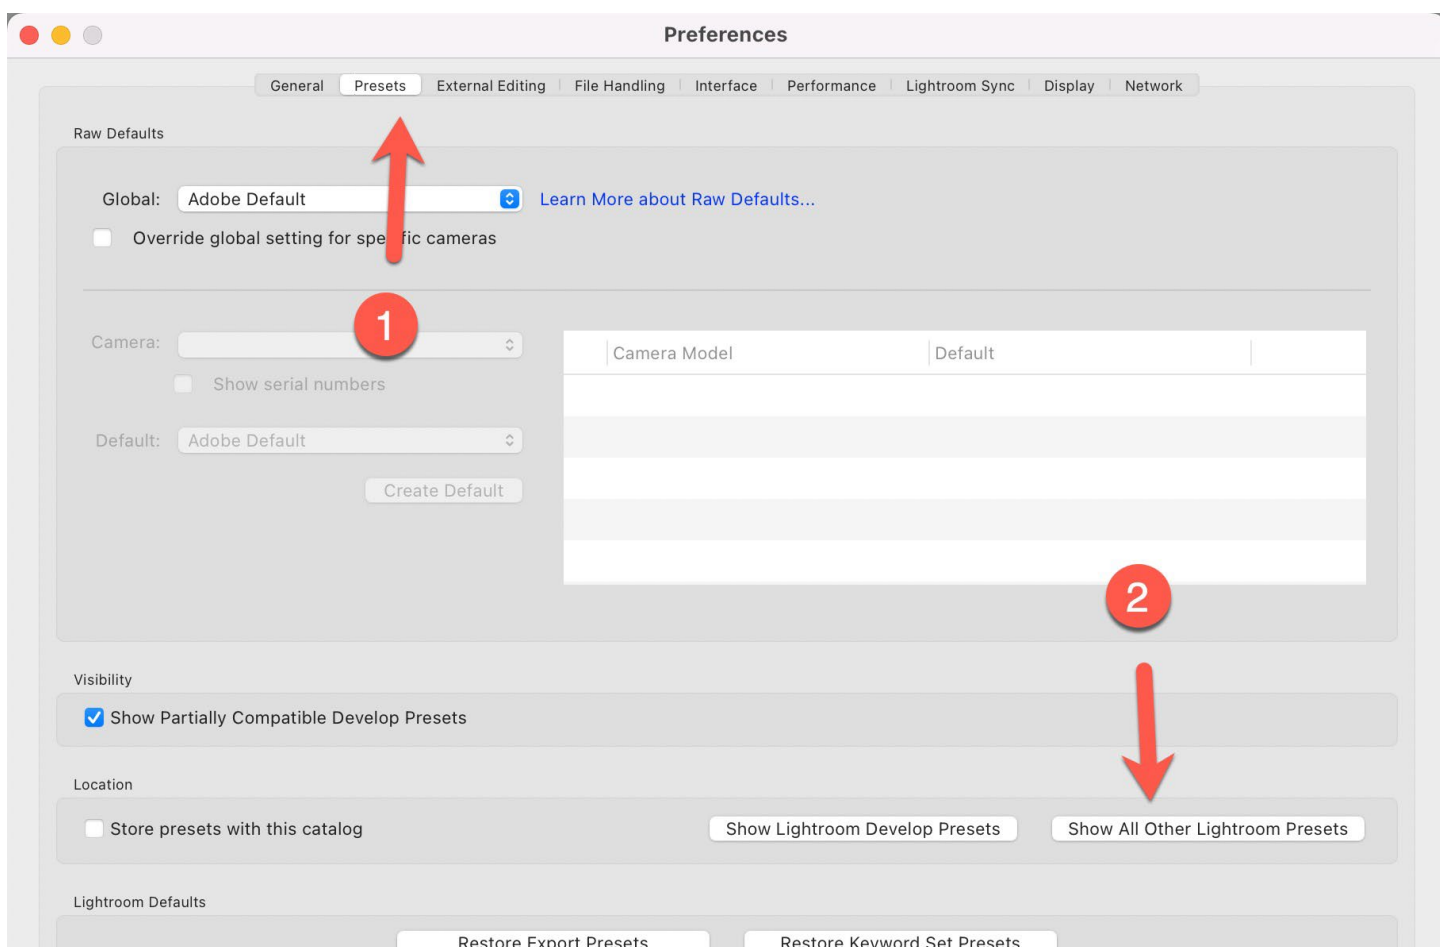 Preferences
General Presets External Editing File Handling Interface Performance Lightroom Sync Display Network
Raw Defaults
Global: Adobe Default Learn More about Raw Defaults...
Override global setting for specific cameras
1
Camera:
Camera Model Default
Show serial numbers
Default: Adobe Default
Create Default
2
Visibility
Show Partially Compatible Develop Presets
Location
Store presets with this catalog Show Lightroom Develop Presets Show All Other Lightroom Presets
Lightroom Defaults
Restore Export Presets Restore Keyword Set Presets